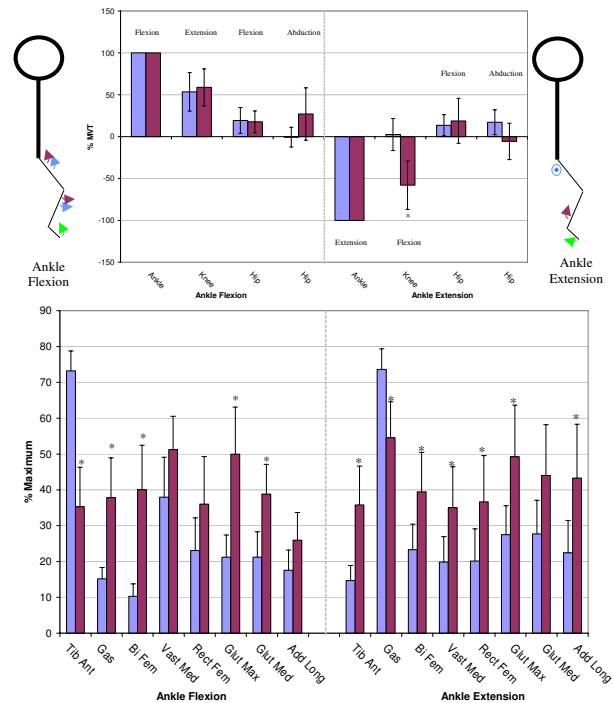 Flexion Extension Flexion Abduction
Flexion Abduction
Extension Flexion
*
150
100
50
0
-50
-100
-150
% MVT
Ankle Knee Hip Hip Ankle Knee Hip Hip
Ankle Flexion Ankle Extension
Ankle
Flexion
Ankle
Extension
90
80
70
60
50
40
30
20
10
0
% Maximum
* * * * * * * * * * * *
Tib Ant Gas Bi Fem Vast Med Rect Fem Glut Max Glut Med Add Long Tib Ant Gas Bi Fem Vast Med Rect Fem Glut Max Glut Med Add Long
Ankle Flexion Ankle Extension